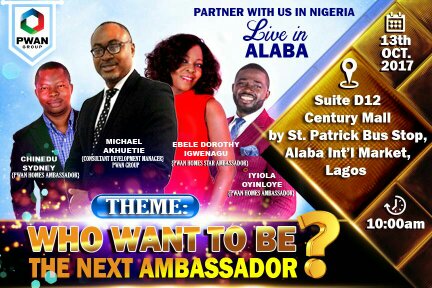 PWAN
GROUP
PARTNER WITH US IN NIGERIA
Live in
ALABA
13th
OCT.
2017
Suite D12
Century Mall
by St. Patrick Bus Stop,
Alaba Int'l Market,
Lagos
10:00am
CHINEDU
SYDNEY
(PWAN HOMES AMBASSADOR)
MICHAEL
AKHUETIE
(CONSULTANT DEVELOPMENT MANAGER)
PWAN GROUP
EBELE DOROTHY
IGWENAGU
(PWAN HOMES STAR AMBASSADOR)
IYIOLA
OYINLOYE
(PWAN HOMES AMBASSADOR)
THEME:
WHO WANT TO BE
THE NEXT AMBASSADOR ?